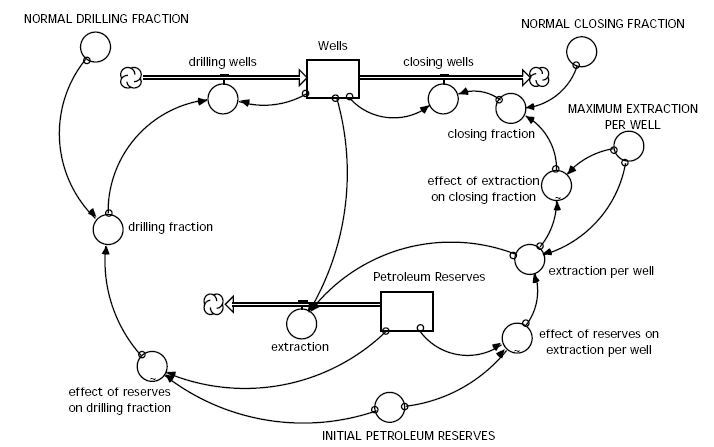 NORMAL DRILLING FRACTION
NORMAL CLOSING FRACTION
Wells
drilling wells
closing wells
MAXIMUM EXTRACTION
PER WELL
closing fraction
effect of extraction
on closing fraction
drilling fraction
extraction per well
Petroleum Reserves
extraction
effect of reserves on
extraction per well
effect of reserves
on drilling fraction
INITIAL PETROLEUM RESERVES